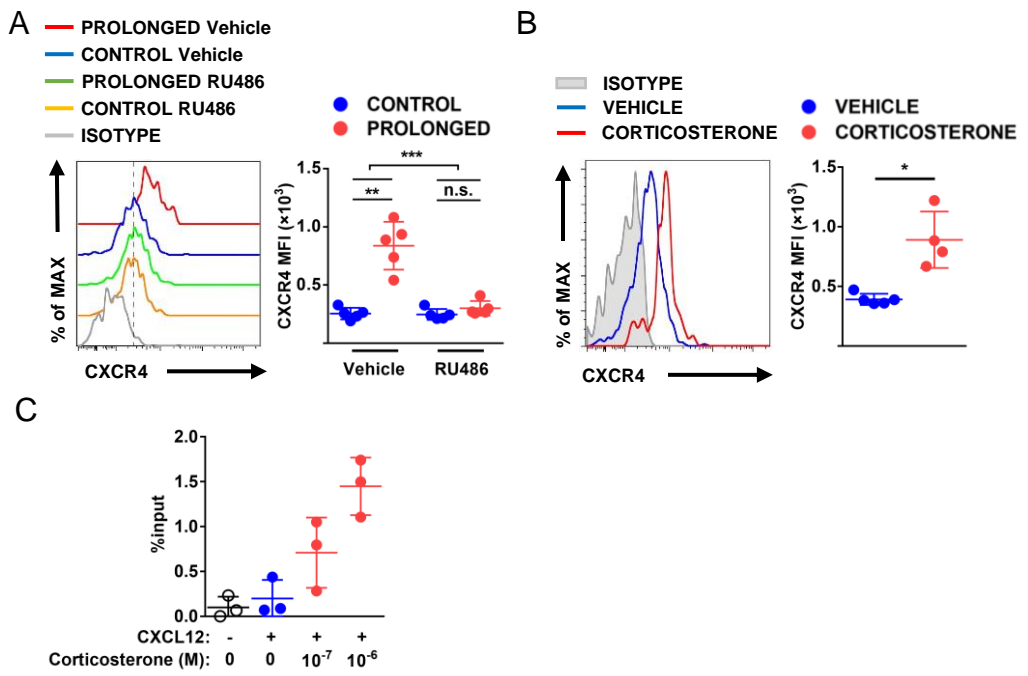 A
PROLONGED Vehicle
CONTROL Vehicle
PROLONGED RU486
CONTROL RU486
ISOTYPE
% of MAX
CXCR4
CONTROL
PROLONGED
CXCR4 MFI (×10³)
1.5
1.0
0.5
***
**
n.s.
Vehicle
RU486
B
ISOTYPE
VEHICLE
CORTICOSTERONE
% of MAX
CXCR4
VEHICLE
CORTICOSTERONE
CXCR4 MFI (×10³)
1.5
1.0
0.5
*
C
%input
2.0
1.5
1.0
0.5
0.0
CXCL12: - + + +
Corticosterone (M): 0 0 10⁻⁷ 10⁻⁶